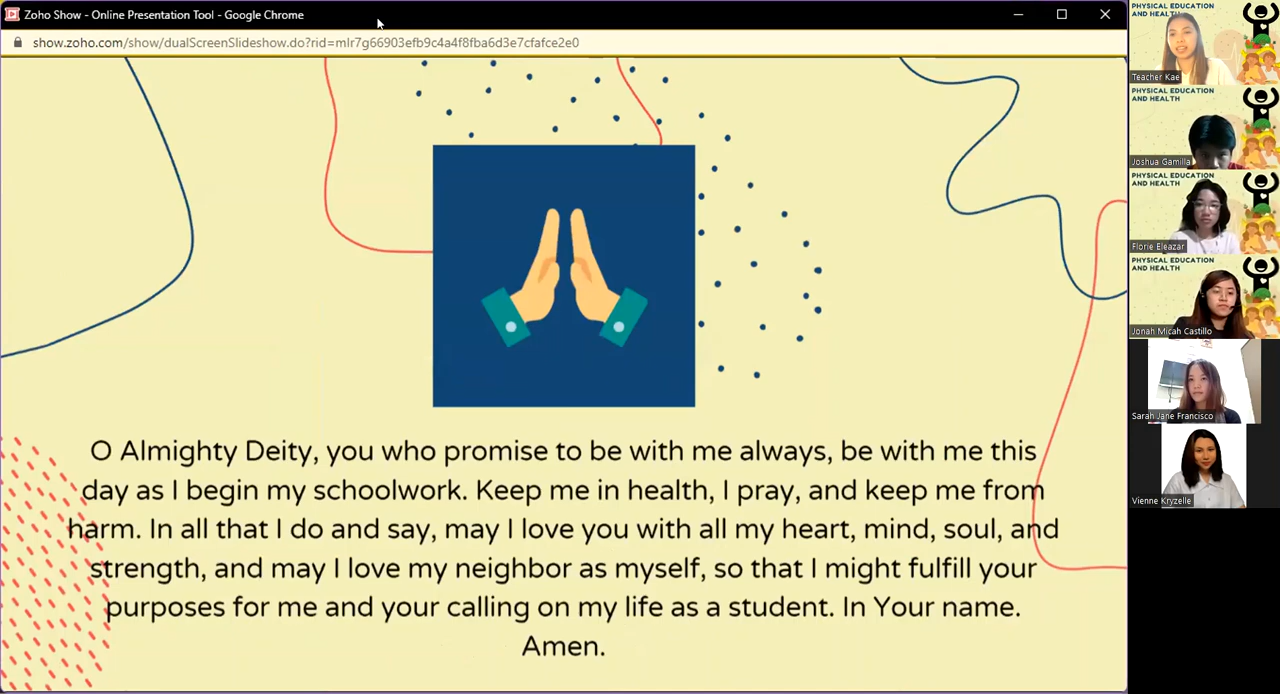 Zoho Show - Online Presentation Tool - Google Chrome
show.zoho.com/show/dualScreenSlideshow.do?rid=mlr7g66903efb9c4a4f8fba6d3e7cfafce2e0
O Almighty Deity, you who promise to be with me always, be with me this
day as I begin my schoolwork. Keep me in health, I pray, and keep me from
harm. In all that I do and say, may I love you with all my heart, mind, soul, and
strength, and may I love my neighbor as myself, so that I might fulfill your
purposes for me and your calling on my life as a student. In Your name.
Amen.
PHYSICAL EDUCATION
AND HEALTH
Teacher Kae
PHYSICAL EDUCATION
AND HEALTH
Joshua Gamilla
PHYSICAL EDUCATION
AND HEALTH
Florie Eleazar
PHYSICAL EDUCATION
AND HEALTH
Jonah Micah Castillo
Sarah Jane Francisco
Vienne Kryzelle